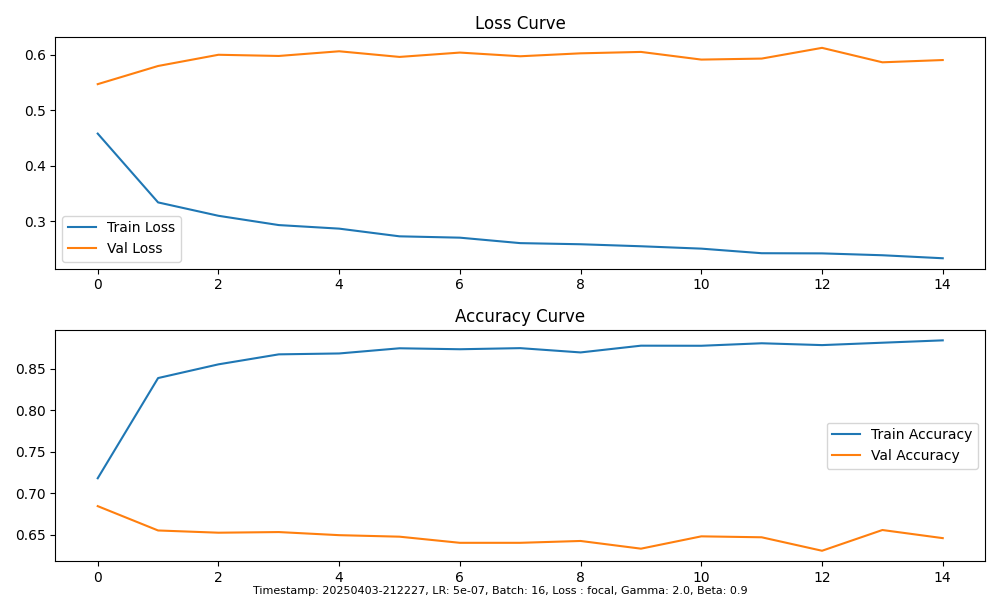 Loss Curve
0.6
0.5
0.4
0.3
Train Loss
Val Loss
0 2 4 6 8 10 12 14
Accuracy Curve
0.85
0.80
0.75
0.70
0.65
Train Accuracy
Val Accuracy
0 2 4 6 8 10 12 14
Timestamp: 20250403-212227, LR: 5e-07, Batch: 16, Loss : focal, Gamma: 2.0, Beta: 0.9